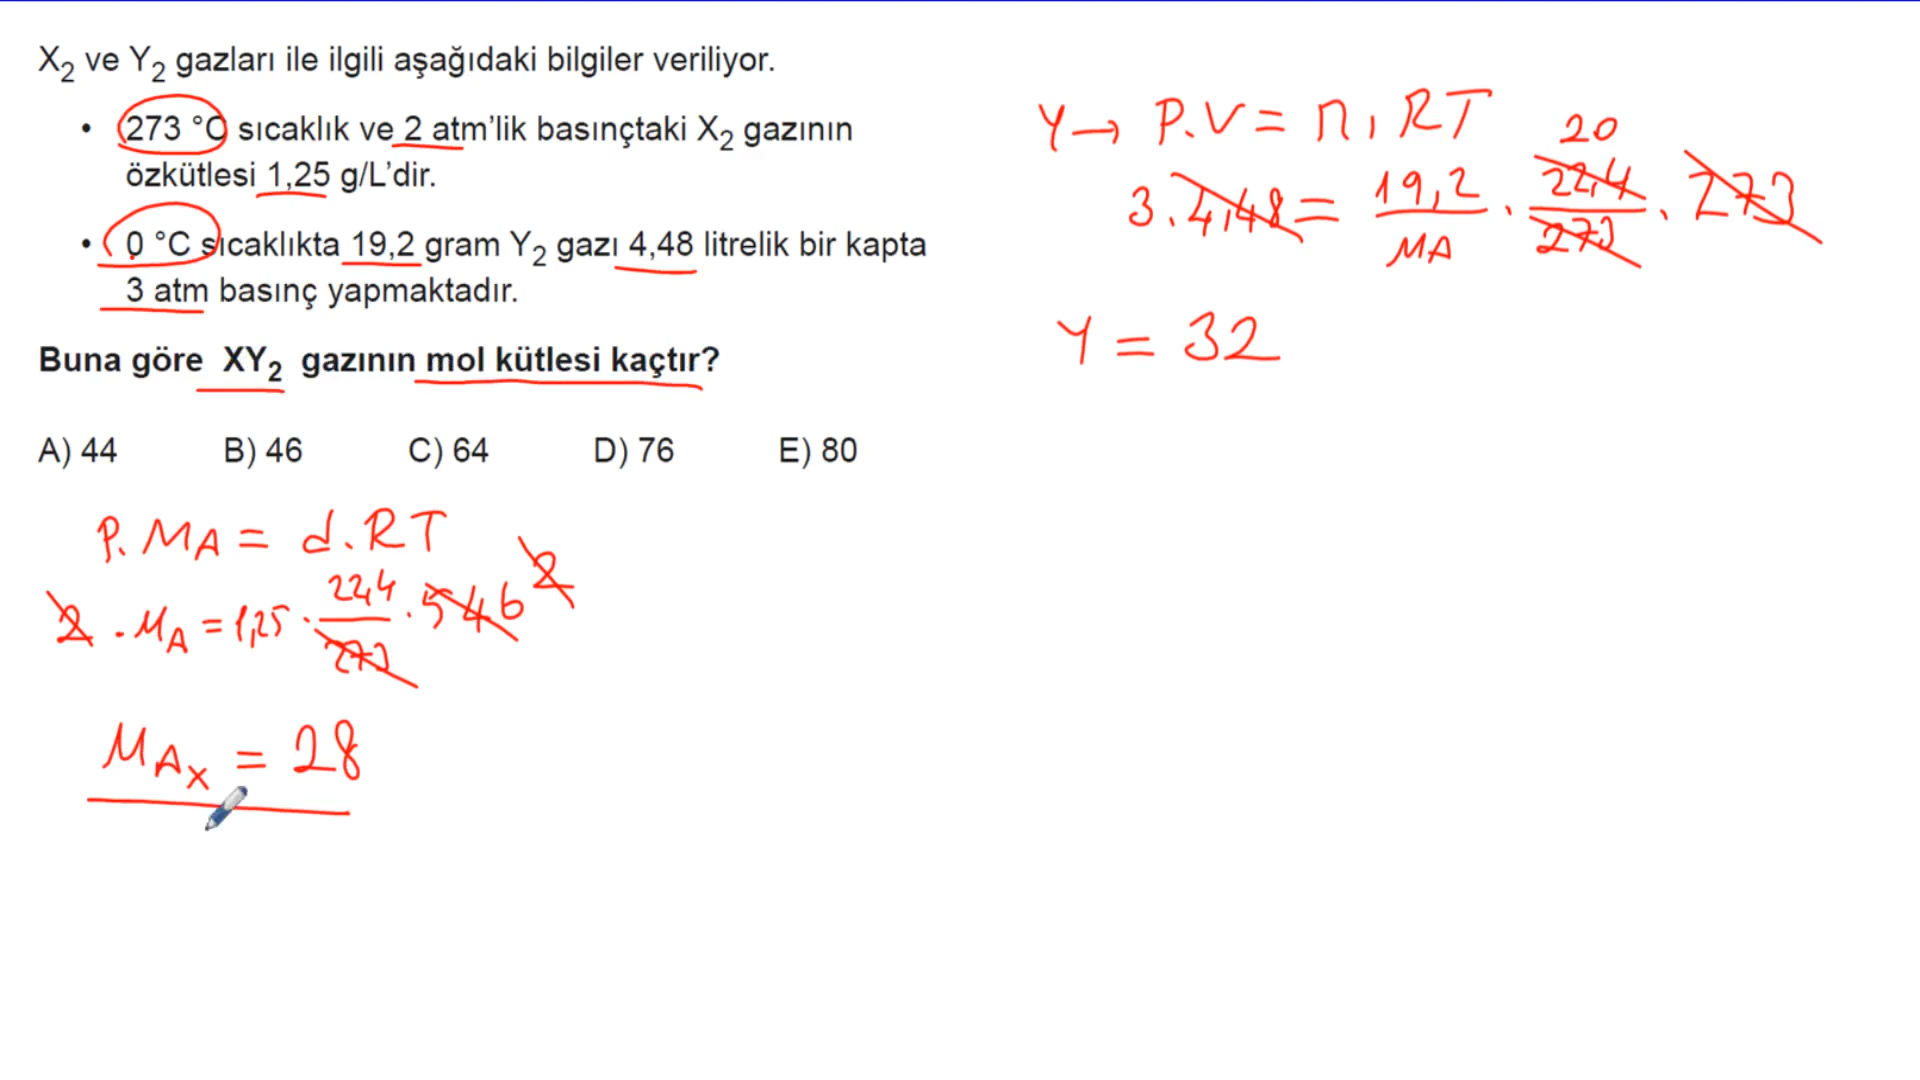 X₂ ve Y₂ gazları ile ilgili aşağıdaki bilgiler veriliyor.
• 273 °C sıcaklık ve 2 atm’lik basınçtaki X₂ gazının
özkütlesi 1,25 g/L’dir.
• 0 °C sıcaklıkta 19,2 gram Y₂ gazı 4,48 litrelik bir kapta
3 atm basınç yapmaktadır.
Buna göre XY₂ gazının mol kütlesi kaçtır?
A) 44 B) 46 C) 64 D) 76 E) 80
P. MA = d.RT
2 . MA = 1,25 . 22,4 / 273 . 546 2
MAx = 28
Y → P.V = n . RT
20
3 . 4,48 = 19,2 / MA . 22,4 / 273 . 273
Y = 32